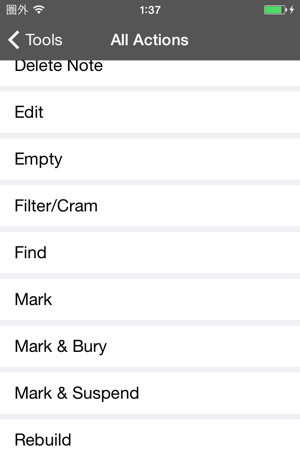 圏外 1:37
Tools All Actions
Delete Note
Edit
Empty
Filter/Cram
Find
Mark
Mark & Bury
Mark & Suspend
Rebuild